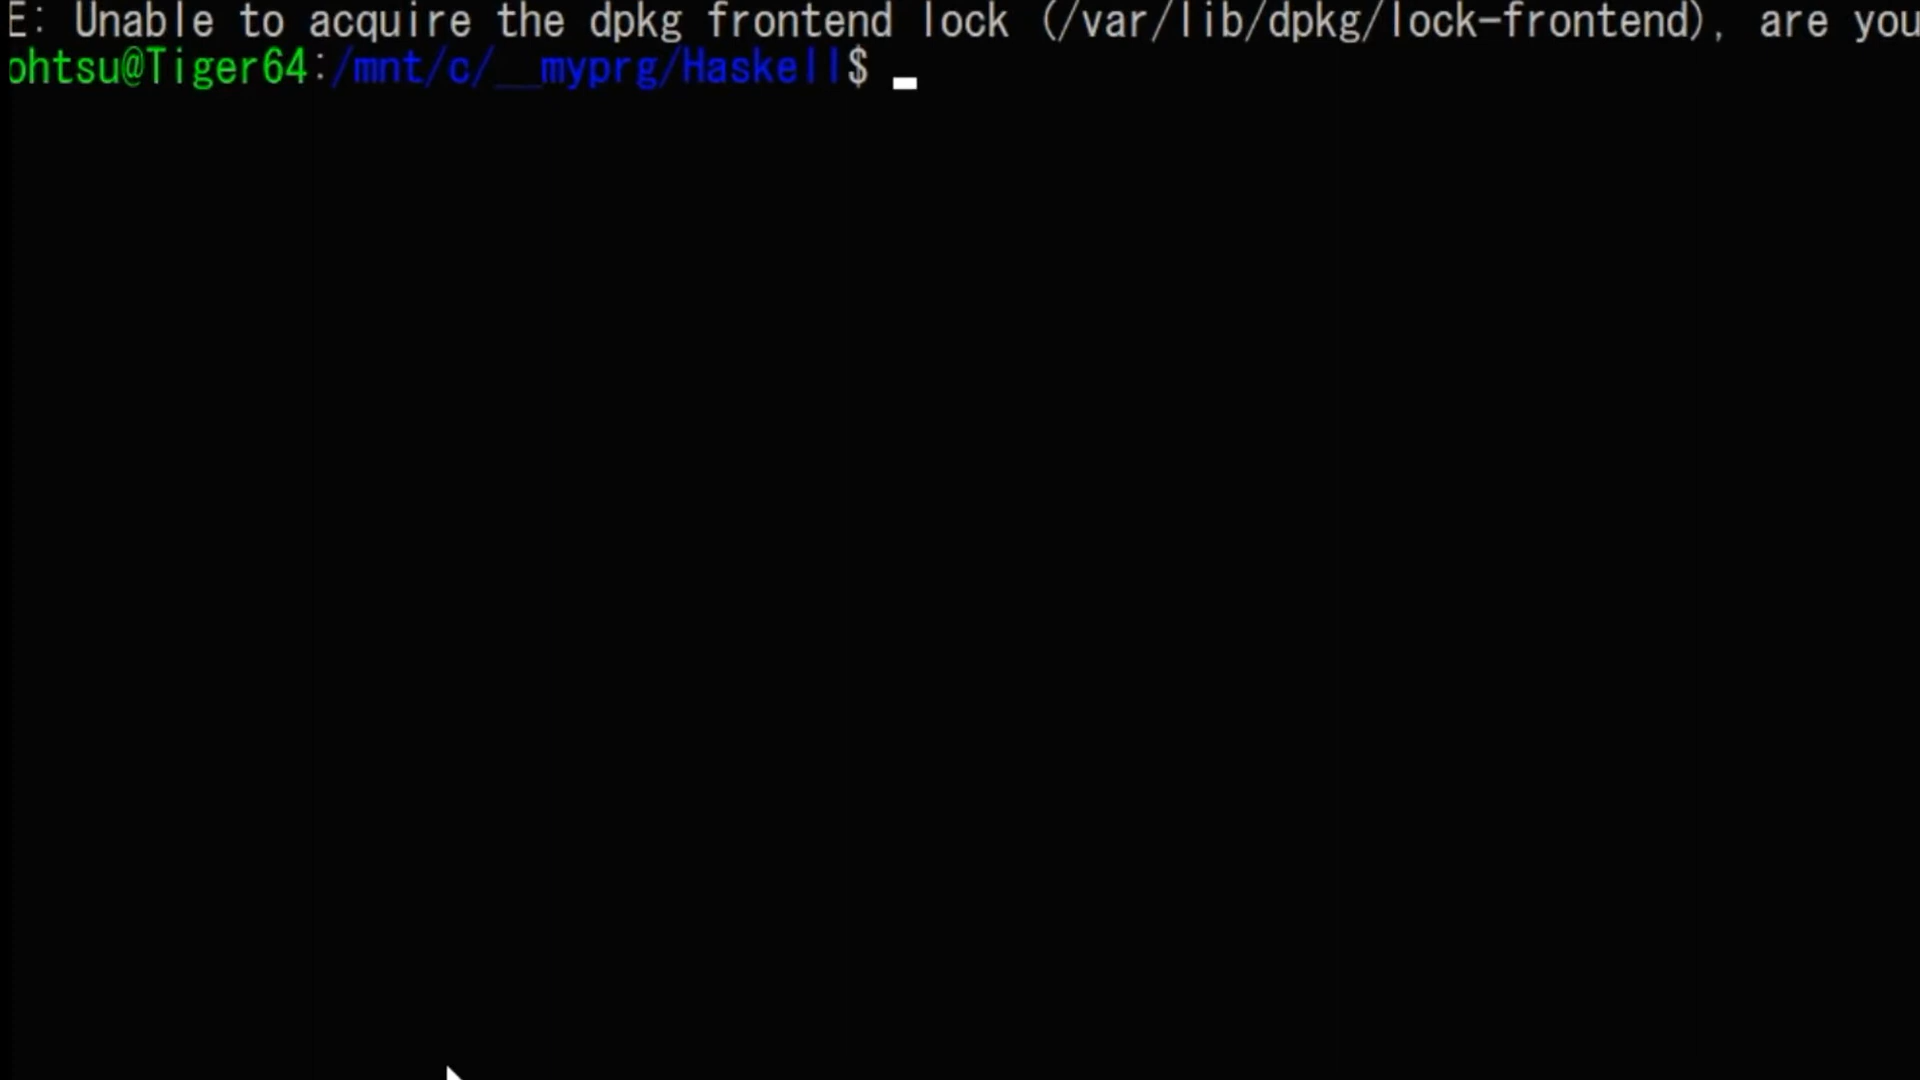 E: Unable to acquire the dpkg frontend lock (/var/lib/dpkg/lock-frontend), are you
ohtsu@Tiger64:/mnt/c/__myprg/Haskell$